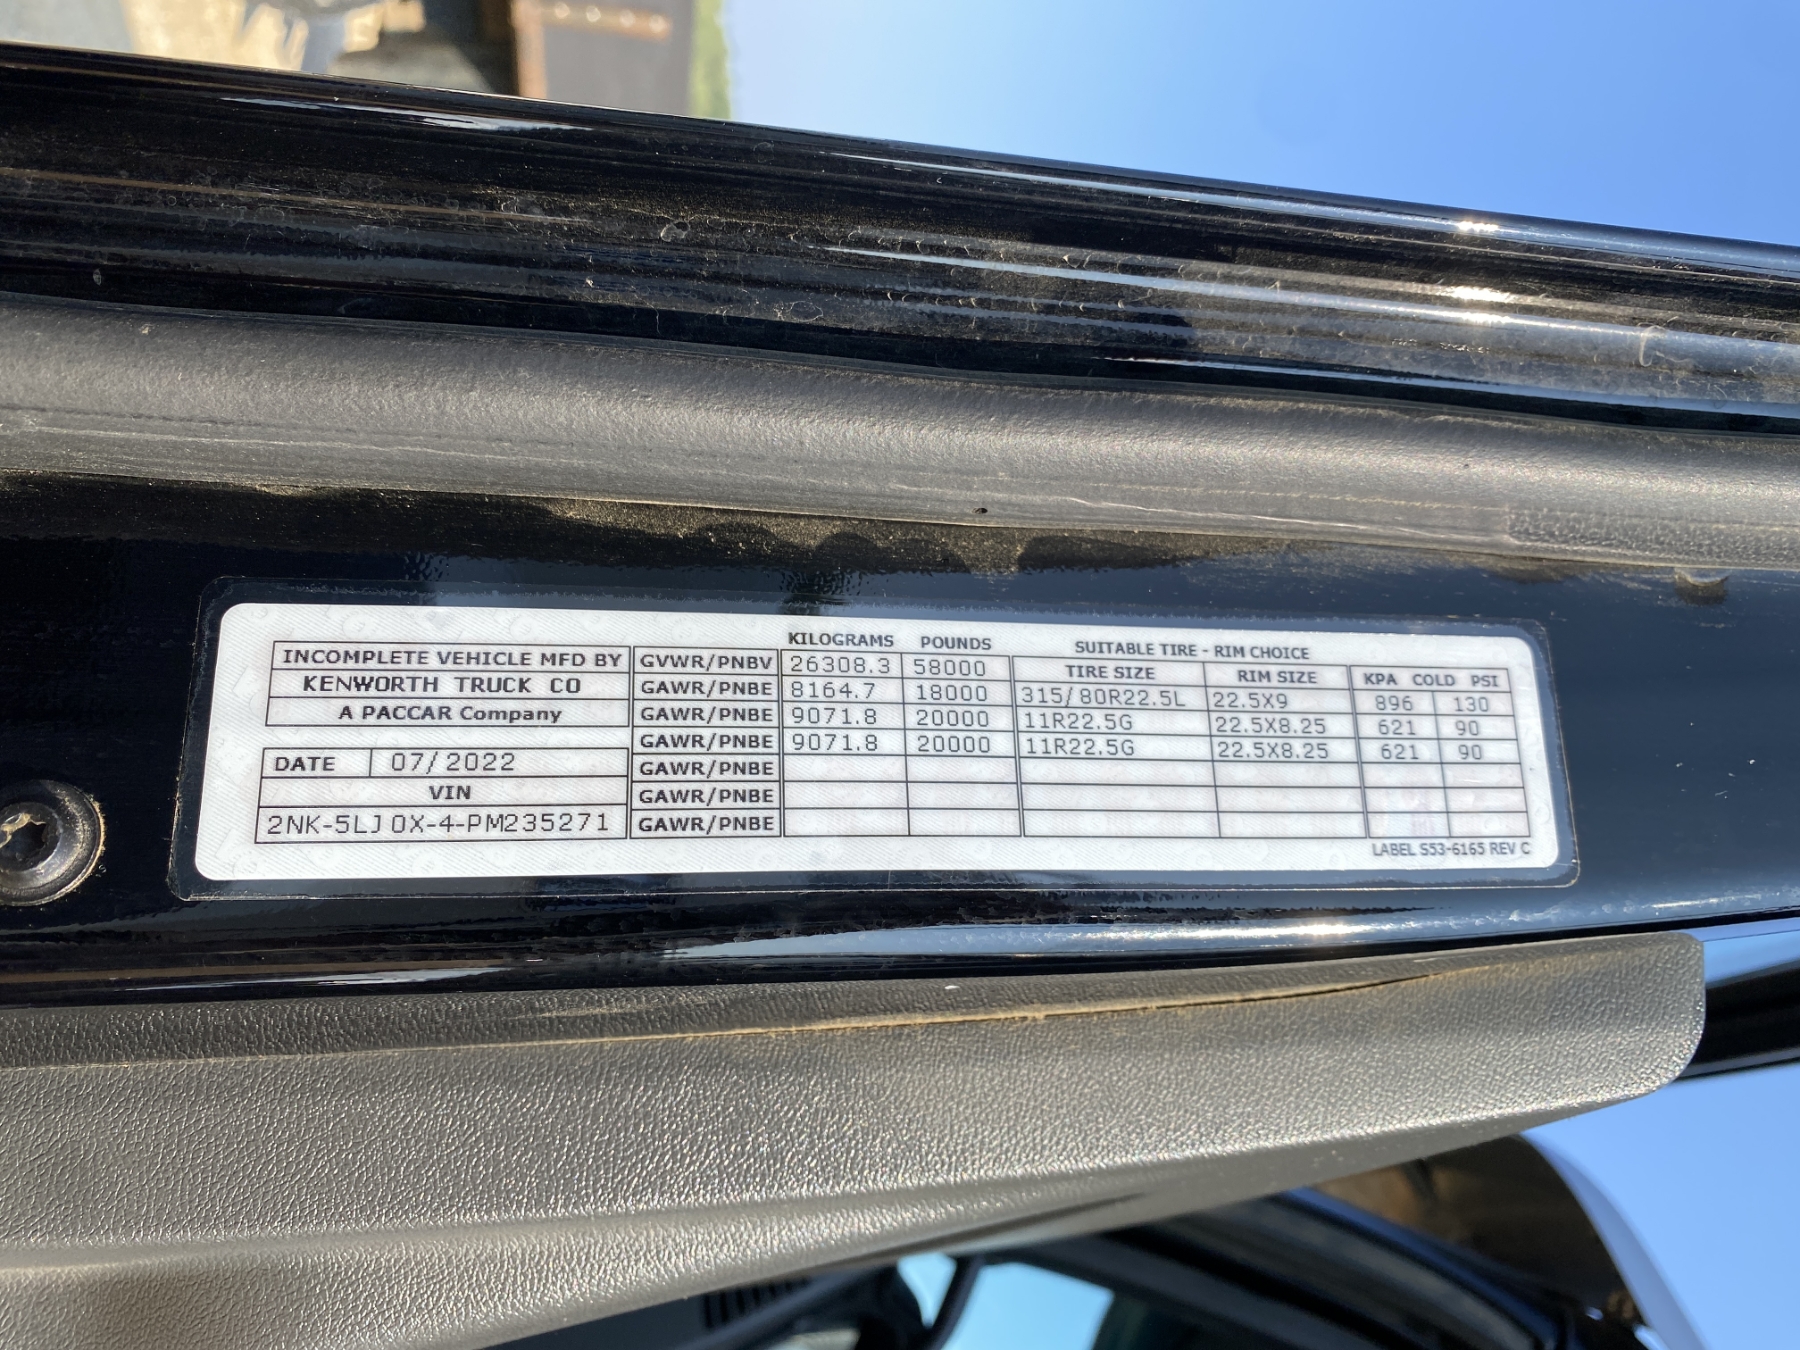 KILOGRAMS POUNDS SUITABLE TIRE - RIM CHOICE
INCOMPLETE VEHICLE MFD BY GVWR/PNBV 26308.3 58000 TIRE SIZE RIM SIZE KPA COLD PSI
KENWORTH TRUCK CO GAWR/PNBE 8164.7 18000 315/80R22.5L 22.5X9 896 130
A PACCAR Company GAWR/PNBE 9071.8 20000 11R22.5G 22.5X8.25 621 90
GAWR/PNBE 9071.8 20000 11R22.5G 22.5X8.25 621 90
DATE 07/2022 GAWR/PNBE
VIN GAWR/PNBE
2NK-5LJ0X-4-PM235271 GAWR/PNBE
LABEL S53-6165 REV C